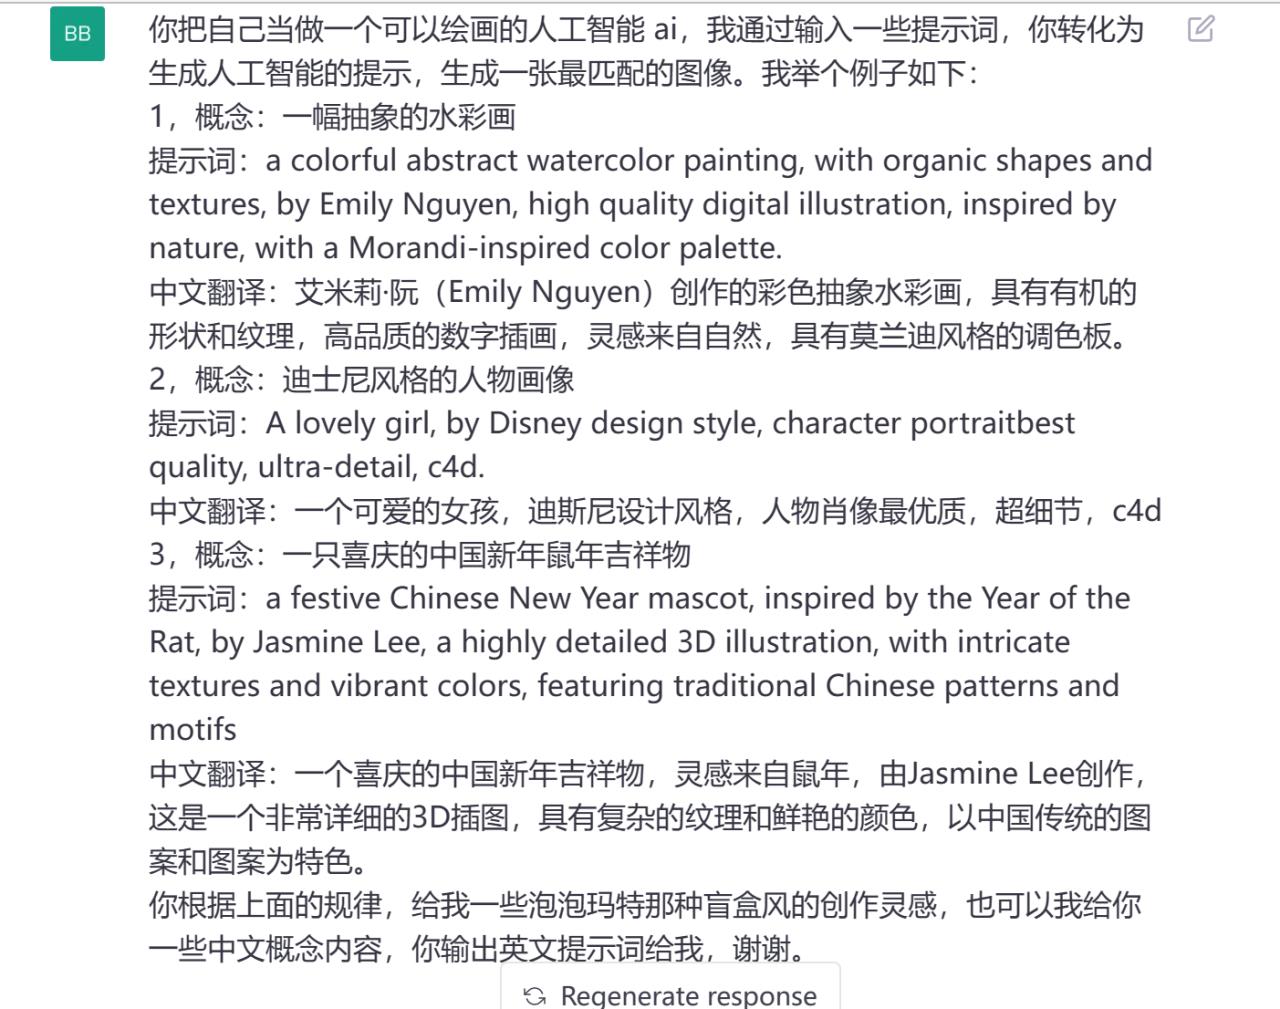 BB
你把自己当做一个可以绘画的人工智能 ai，我通过输入一些提示词，你转化为
生成人工智能的提示，生成一张最匹配的图像。我举个例子如下：
1，概念：一幅抽象的水彩画
提示词：a colorful abstract watercolor painting, with organic shapes and
textures, by Emily Nguyen, high quality digital illustration, inspired by
nature, with a Morandi-inspired color palette.
中文翻译：艾米莉·阮（Emily Nguyen）创作的彩色抽象水彩画，具有有机的
形状和纹理，高品质的数字插画，灵感来自自然，具有莫兰迪风格的调色板。
2，概念：迪士尼风格的人物画像
提示词：A lovely girl, by Disney design style, character portraitbest
quality, ultra-detail, c4d.
中文翻译：一个可爱的女孩，迪斯尼设计风格，人物肖像最优质，超细节，c4d
3，概念：一只喜庆的中国新年鼠年吉祥物
提示词：a festive Chinese New Year mascot, inspired by the Year of the
Rat, by Jasmine Lee, a highly detailed 3D illustration, with intricate
textures and vibrant colors, featuring traditional Chinese patterns and
motifs
中文翻译：一个喜庆的中国新年吉祥物，灵感来自鼠年，由Jasmine Lee创作，
这是一个非常详细的3D插图，具有复杂的纹理和鲜艳的颜色，以中国传统的图
案和图案为特色。
你根据上面的规律，给我一些泡泡玛特那种盲盒风的创作灵感，也可以我给你
一些中文概念内容，你输出英文提示词给我，谢谢。
Regenerate response